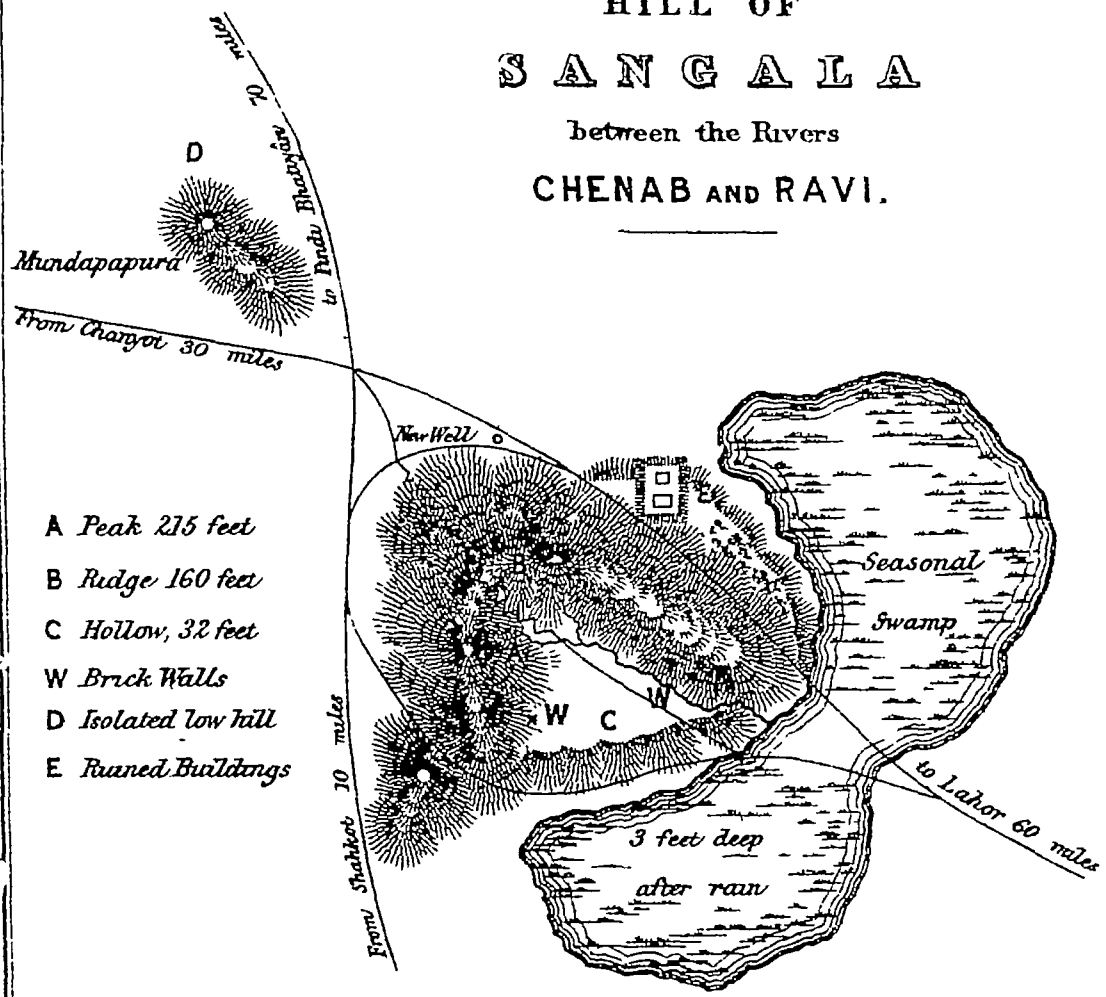 HILL OF
SANGALA
between the Rivers
CHENAB AND RAVI.
D
to Pindi Bhatiyân 20 miles
Mundapapura
From Chanyot 30 miles
New Well
E
B
A
A Peak 215 feet
B Ridge 160 feet
C Hollow, 32 feet
W Brick Walls
D Isolated low hill
E Ruined Buildings
Seasonal
Swamp
W
W
C
From Shahkot 10 miles
to Lahor 60 miles
3 feet deep
after rain